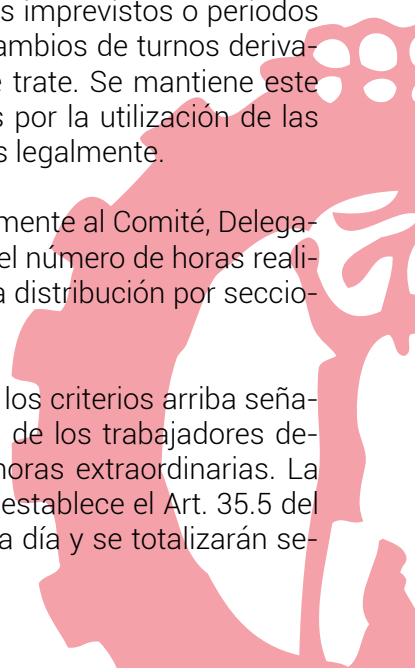 s imprevistos o periodos
ambios de turnos deriva-
e trate. Se mantiene este
s por la utilización de las
s legalmente.
mente al Comité, Delega-
el número de horas reali-
a distribución por seccio-
los criterios arriba seña-
de los trabajadores de-
horas extraordinarias. La
establece el Art. 35.5 del
a día y se totalizarán se-